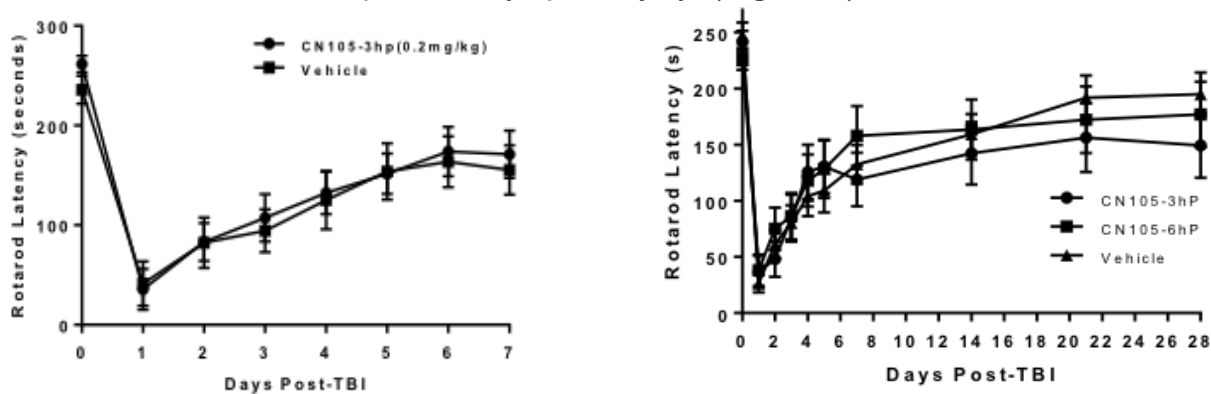 300
200
100
0
Rotarod Latency (seconds)
CN105-3hp(0.2mg/kg)
Vehicle
0 1 2 3 4 5 6 7
Days Post-TBI
250
200
150
100
50
0
Rotarod Latency (s)
CN105-3hP
CN105-6hP
Vehicle
0 2 4 6 8 10 12 14 16 18 20 22 24 26 28
Days Post-TBI